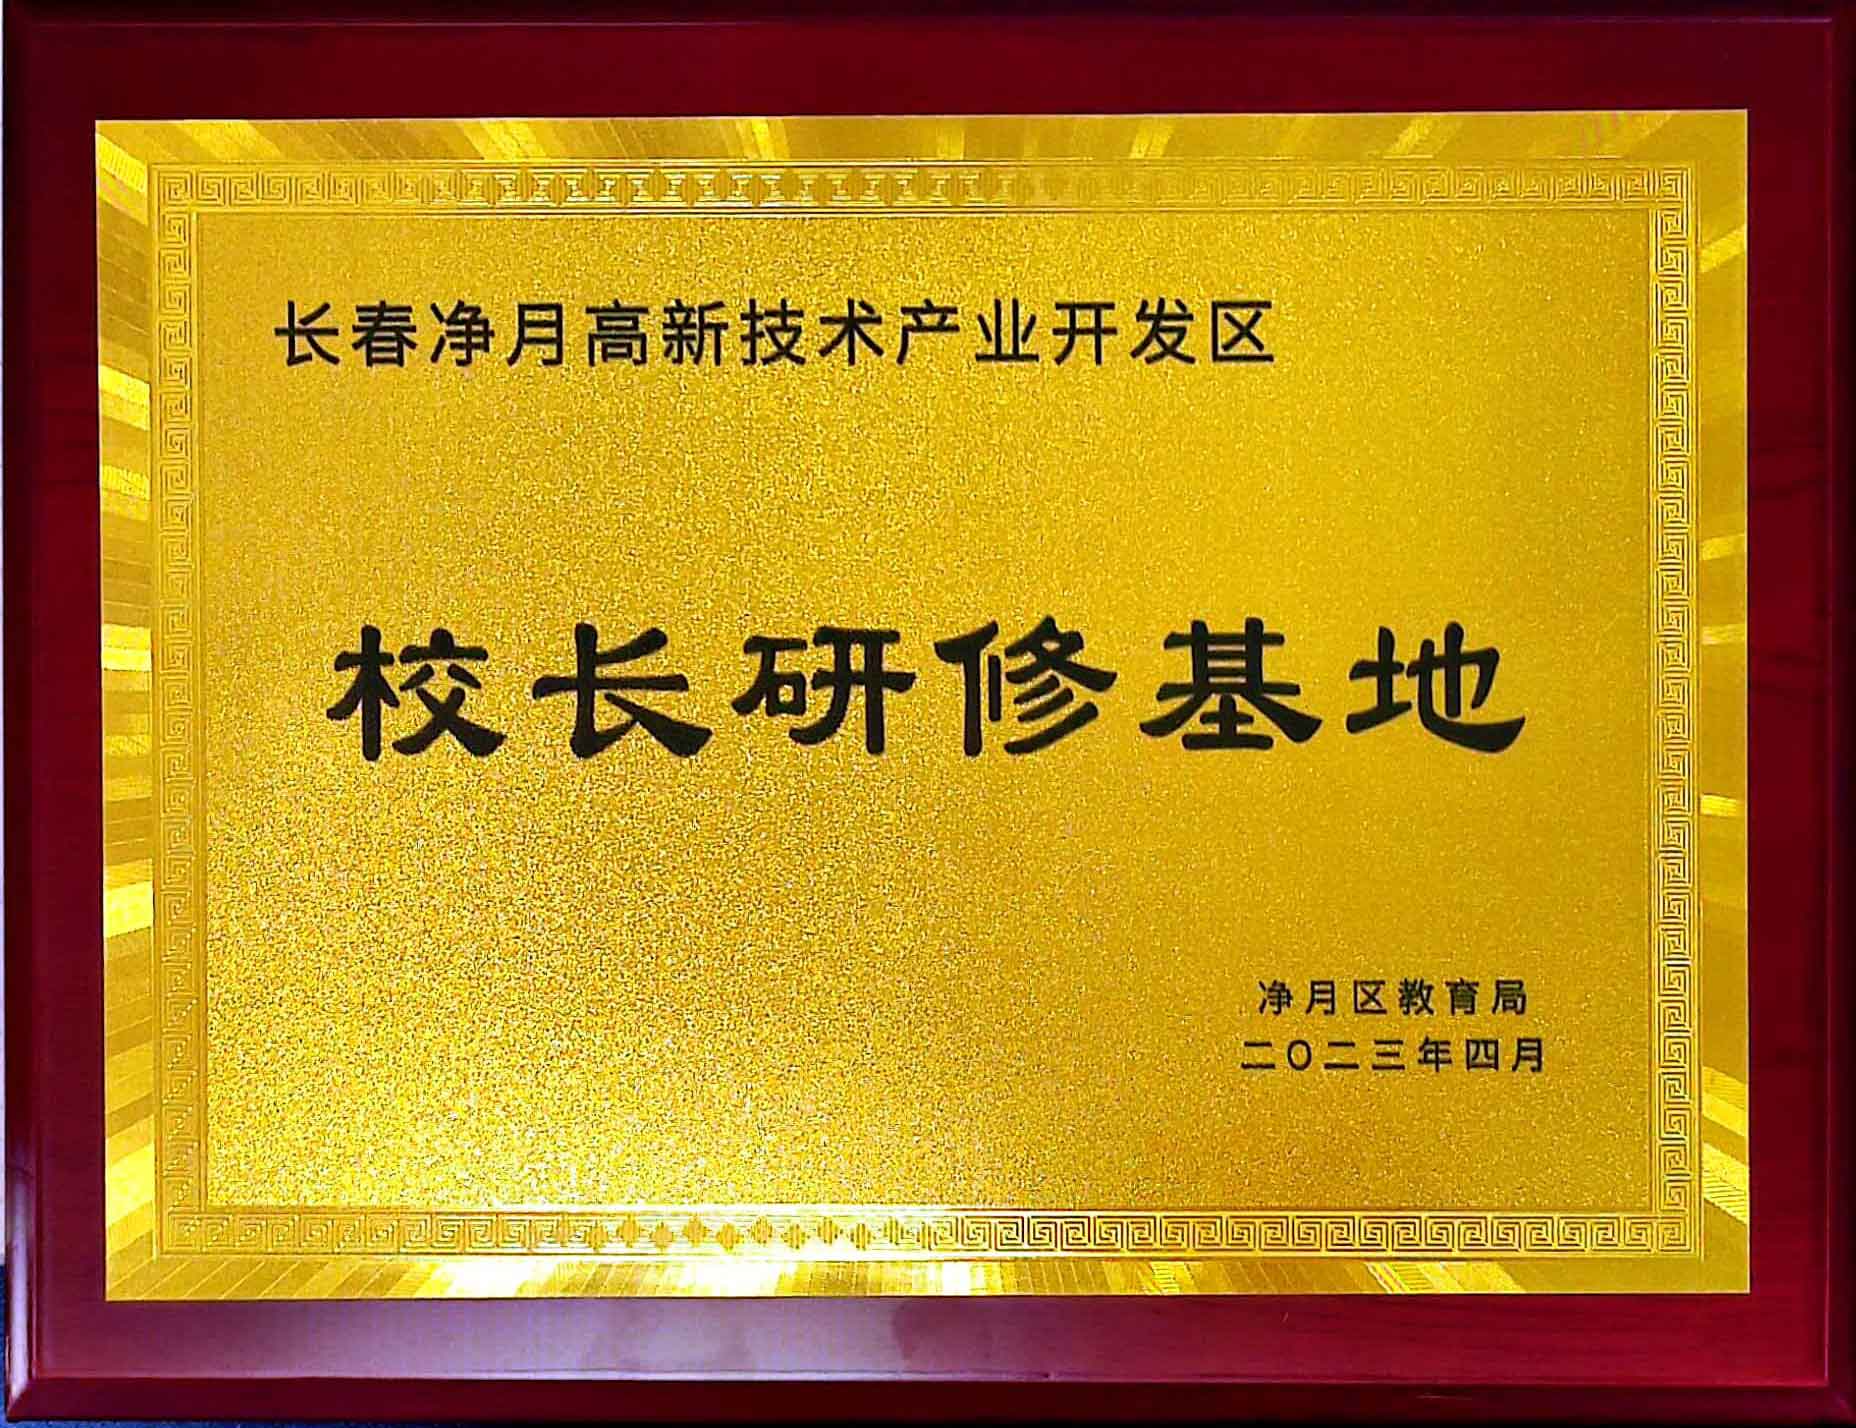 长春净月高新技术产业开发区
校长研修基地
净月区教育局
二〇二三年四月